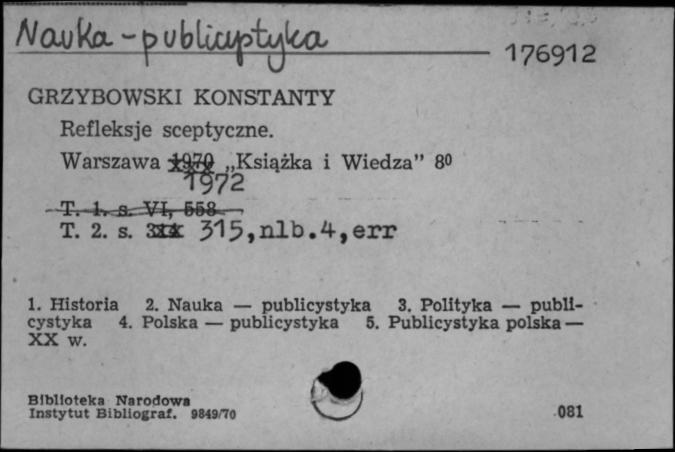 Nauka - publicystyka
176912
GRZYBOWSKI KONSTANTY
Refleksje sceptyczne.
Warszawa 1970 „Książka i Wiedza” 8⁰
1972
T. 1. s. VI, 558.
T. 2. s. 315, nlb.4, err
1. Historia 2. Nauka — publicystyka 3. Polityka — publi-
cystyka 4. Polska — publicystyka 5. Publicystyka polska —
XX w.
Biblioteka Narodowa
Instytut Bibliograf. 9849/70
081